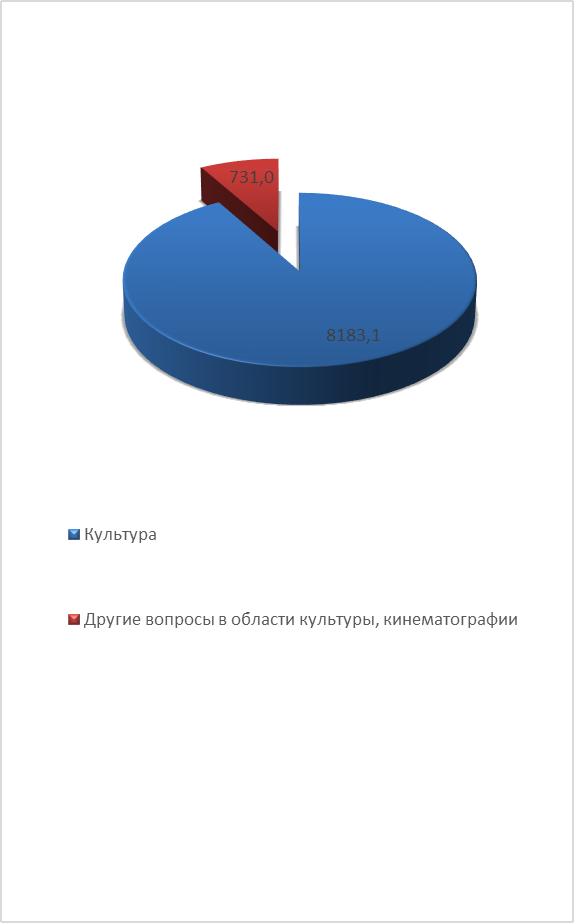 731,0
8183,1
Культура
Другие вопросы в области культуры, кинематографии